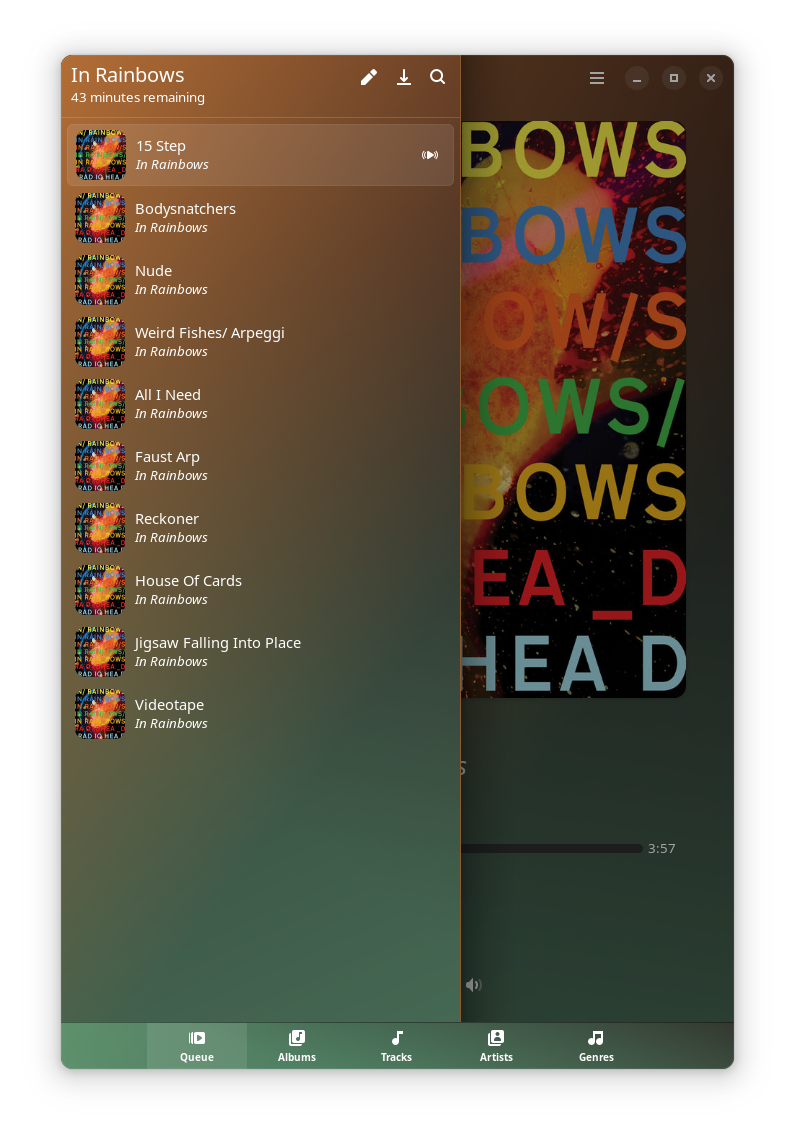 In Rainbows
43 minutes remaining
15 Step
In Rainbows
Bodysnatchers
In Rainbows
Nude
In Rainbows
Weird Fishes/ Arpeggi
In Rainbows
All I Need
In Rainbows
Faust Arp
In Rainbows
Reckoner
In Rainbows
House Of Cards
In Rainbows
Jigsaw Falling Into Place
In Rainbows
Videotape
In Rainbows
BOWS
BOWS
OW/S
OWS/
BOWS
EA _D
HEA D
s
3:57
Queue
Albums
Tracks
Artists
Genres